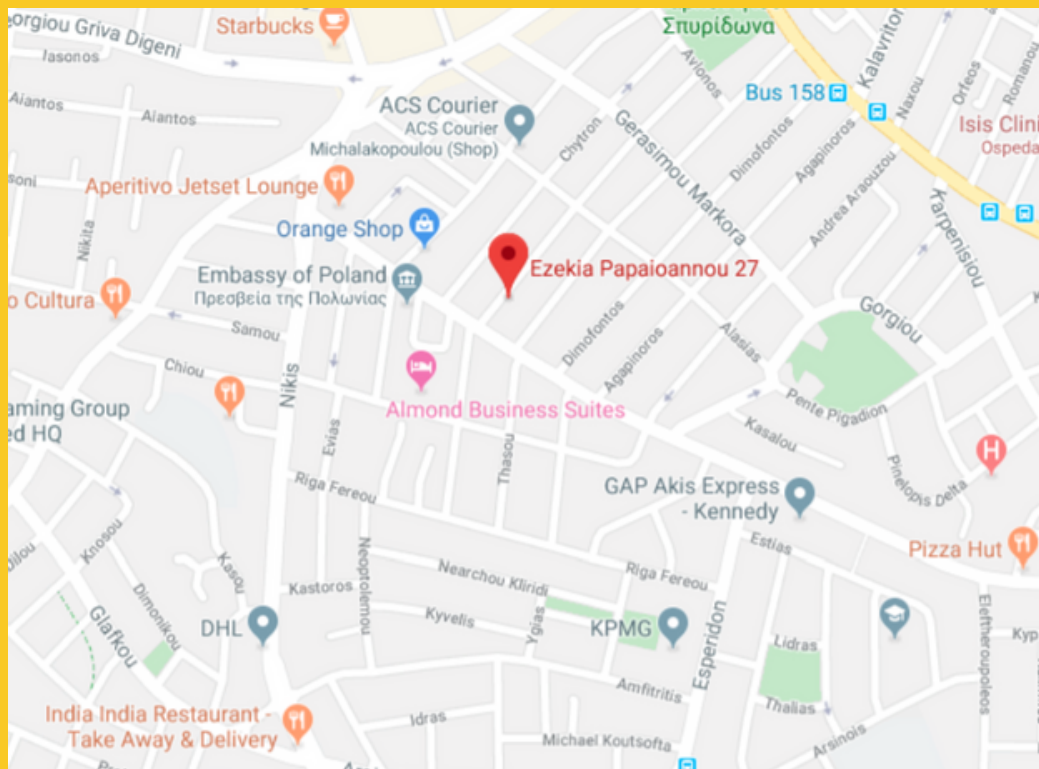 Starbucks
Σπυρίδωνα
Georgiou Griva Digeni
Iasonos
Aiantos
Aiantos
ACS Courier
ACS Courier
Michalakopoulou (Shop)
Chytron
Avlonos
Bus 158
Kalavriton
Naxou
Orfeos
Romanou
Isis Clini
Ospeda
Gerasimou Markora
Dimofontos
Agapinoros
Andrea Araouzou
Karpenisiou
soni
Aperitivo Jetset Lounge
Nikita
Orange Shop
Embassy of Poland
Πρεσβεία της Πολωνίας
Ezekia Papaioannou 27
o Cultura
Samou
Chiou
Nikis
Evias
Dimofontos
Agapinoros
Alasias
Gorgiou
Almond Business Suites
Pente Pigadion
Kasalou
aming Group
ed HQ
Thasou
Riga Fereou
GAP Akis Express
- Kennedy
Pinelopis Delta
H
Pizza Hut
Estias
Knosou
Kasou
Neoptolemou
Nearchou Kliridi
Riga Fereou
Kastoros
Dimonikou
Glafkou
DHL
Kyvelis
Ygias
KPMG
Esperidon
Lidras
Eleftheroupoleos
Kyp
Amfitritis
Thalias
India India Restaurant -
Take Away & Delivery
Idras
Michael Koutsofta
Arsinois